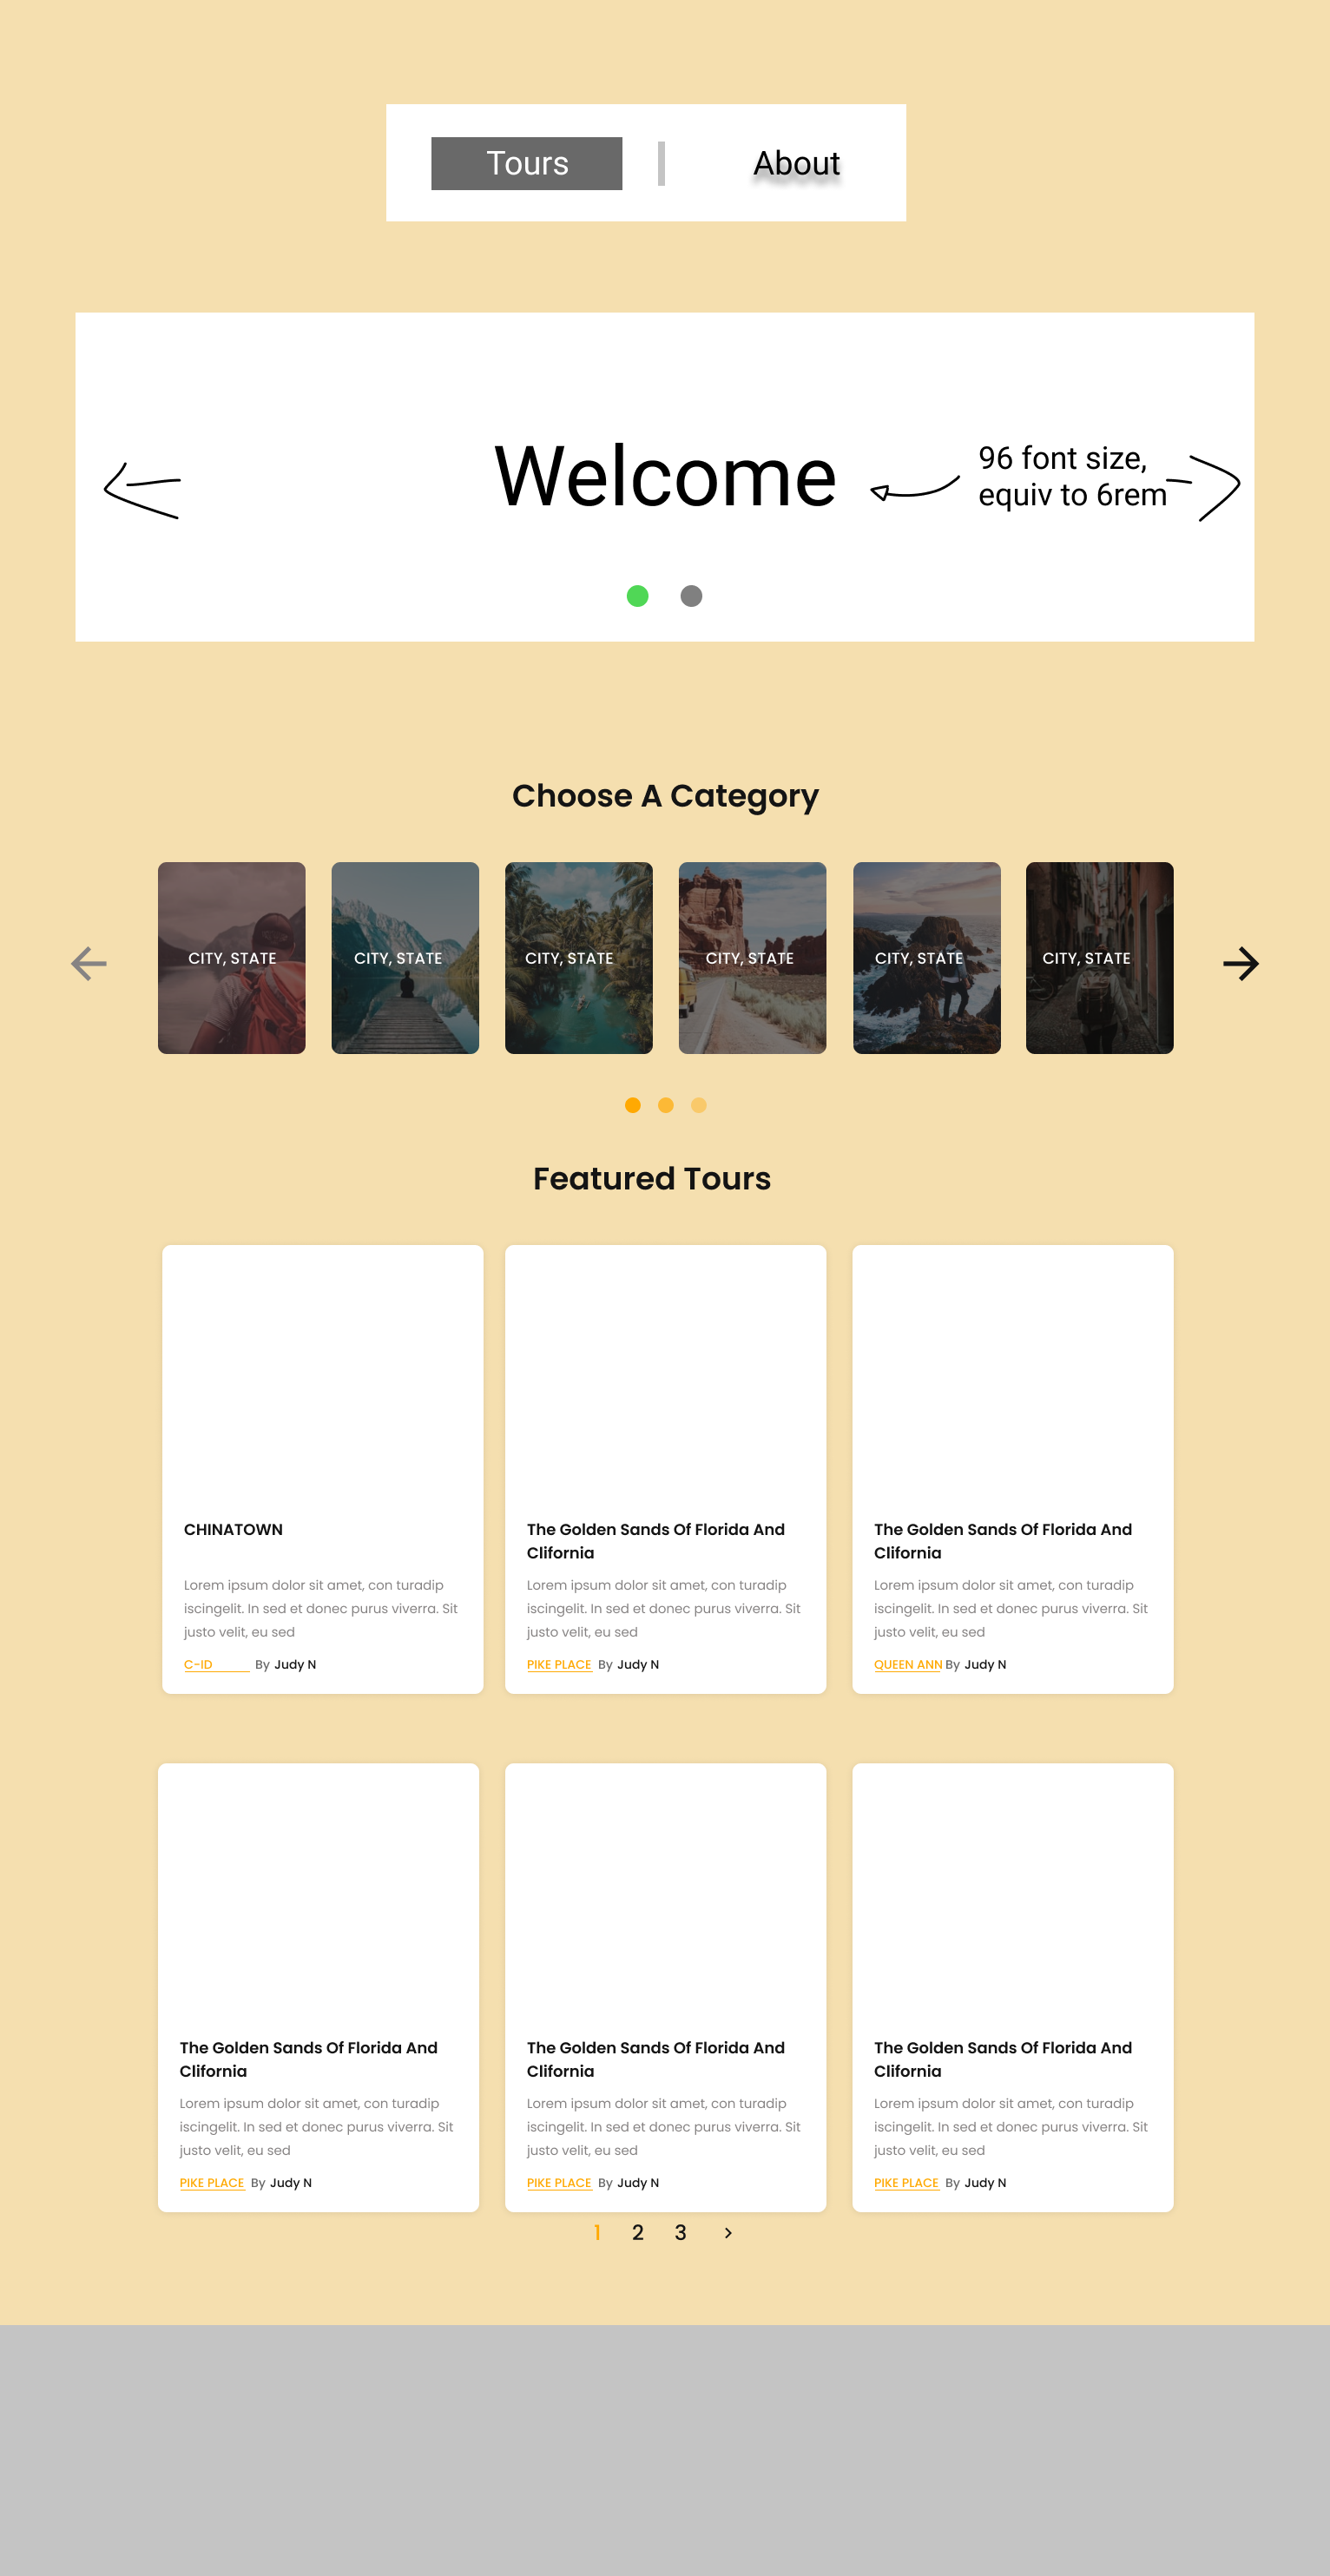 Tours
About
Welcome
96 font size,
equiv to 6rem
Choose A Category
CITY, STATE
CITY, STATE
CITY, STATE
CITY, STATE
CITY, STATE
CITY, STATE
Featured Tours
CHINATOWN
Lorem ipsum dolor sit amet, con turadip
iscingelit. In sed et donec purus viverra. Sit
justo velit, eu sed
C-ID By Judy N
The Golden Sands Of Florida And
Clifornia
Lorem ipsum dolor sit amet, con turadip
iscingelit. In sed et donec purus viverra. Sit
justo velit, eu sed
PIKE PLACE By Judy N
The Golden Sands Of Florida And
Clifornia
Lorem ipsum dolor sit amet, con turadip
iscingelit. In sed et donec purus viverra. Sit
justo velit, eu sed
QUEEN ANN By Judy N
The Golden Sands Of Florida And
Clifornia
Lorem ipsum dolor sit amet, con turadip
iscingelit. In sed et donec purus viverra. Sit
justo velit, eu sed
PIKE PLACE By Judy N
The Golden Sands Of Florida And
Clifornia
Lorem ipsum dolor sit amet, con turadip
iscingelit. In sed et donec purus viverra. Sit
justo velit, eu sed
PIKE PLACE By Judy N
The Golden Sands Of Florida And
Clifornia
Lorem ipsum dolor sit amet, con turadip
iscingelit. In sed et donec purus viverra. Sit
justo velit, eu sed
PIKE PLACE By Judy N
1 2 3 >